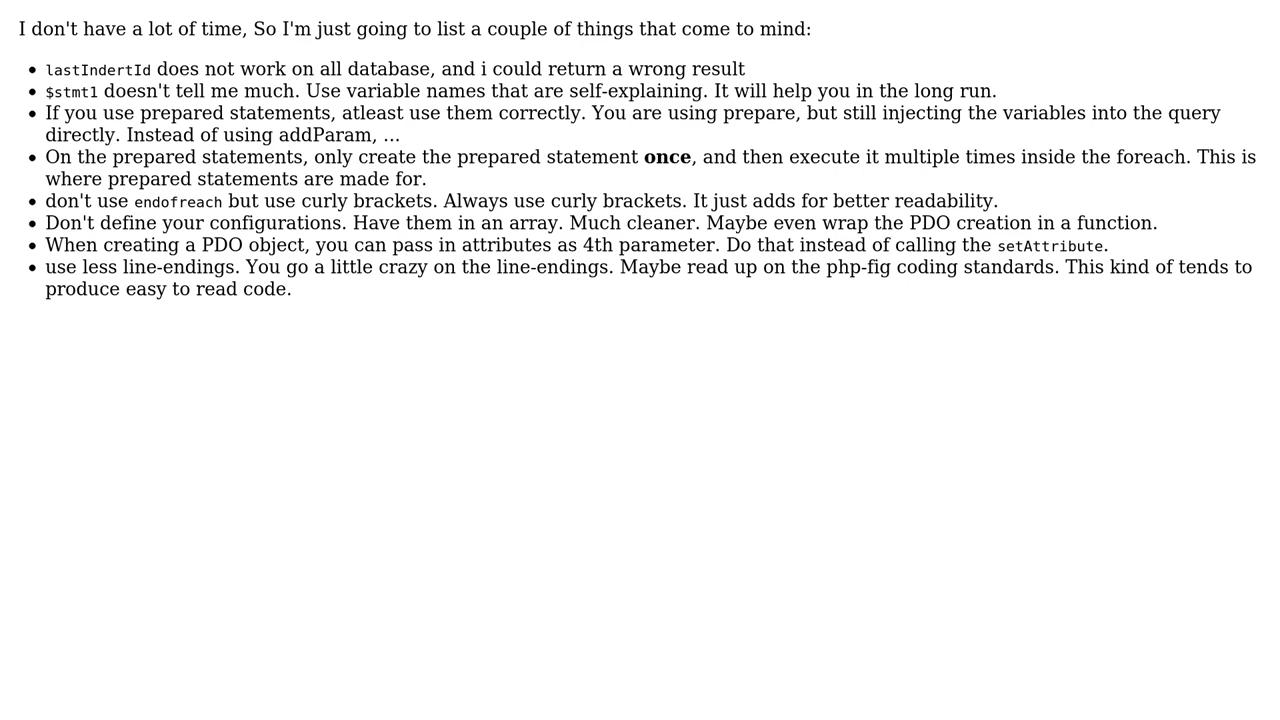 I don't have a lot of time, So I'm just going to list a couple of things that come to mind:
• lastIndertId does not work on all database, and i could return a wrong result
• $stmt1 doesn't tell me much. Use variable names that are self-explaining. It will help you in the long run.
• If you use prepared statements, atleast use them correctly. You are using prepare, but still injecting the variables into the query
directly. Instead of using addParam, ...
• On the prepared statements, only create the prepared statement once, and then execute it multiple times inside the foreach. This is
where prepared statements are made for.
• don't use endofreach but use curly brackets. Always use curly brackets. It just adds for better readability.
• Don't define your configurations. Have them in an array. Much cleaner. Maybe even wrap the PDO creation in a function.
• When creating a PDO object, you can pass in attributes as 4th parameter. Do that instead of calling the setAttribute.
• use less line-endings. You go a little crazy on the line-endings. Maybe read up on the php-fig coding standards. This kind of tends to
produce easy to read code.